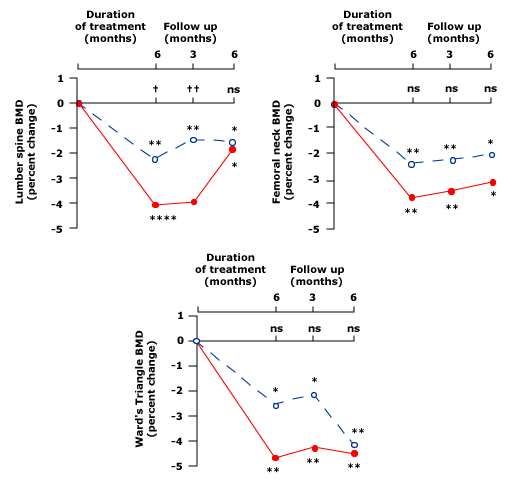 Duration
of treatment
(months)
Follow up
(months)
6 3 6
Lumber spine BMD
(percent change)
1
0
-1
-2
-3
-4
-5
† †† ns
** ** *
**** *
Duration
of treatment
(months)
Follow up
(months)
6 3 6
Femoral neck BMD
(percent change)
1
0
-1
-2
-3
-4
-5
ns ns ns
** ** *
** ** *
Duration
of treatment
(months)
Follow up
(months)
6 3 6
Ward's Triangle BMD
(percent change)
1
0
-1
-2
-3
-4
-5
ns ns ns
* * **
** ** **